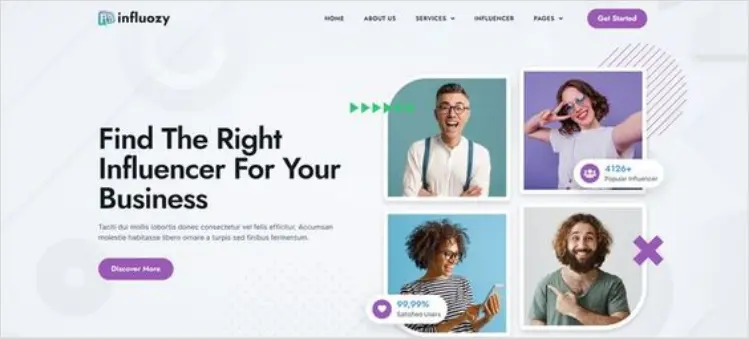 influozy
HOME ABOUT US SERVICES INFLUENCER PAGES Get Started
Find The Right
Influencer For Your
Business
Taciti dui mollis lobortis donec consectetur vel felis efficitur. Accumsan
molestie habitasse libero ornare a turpis sed finibus fermentum.
Discover More
4126+
Popular Influencer
99,99%
Satisfied Users